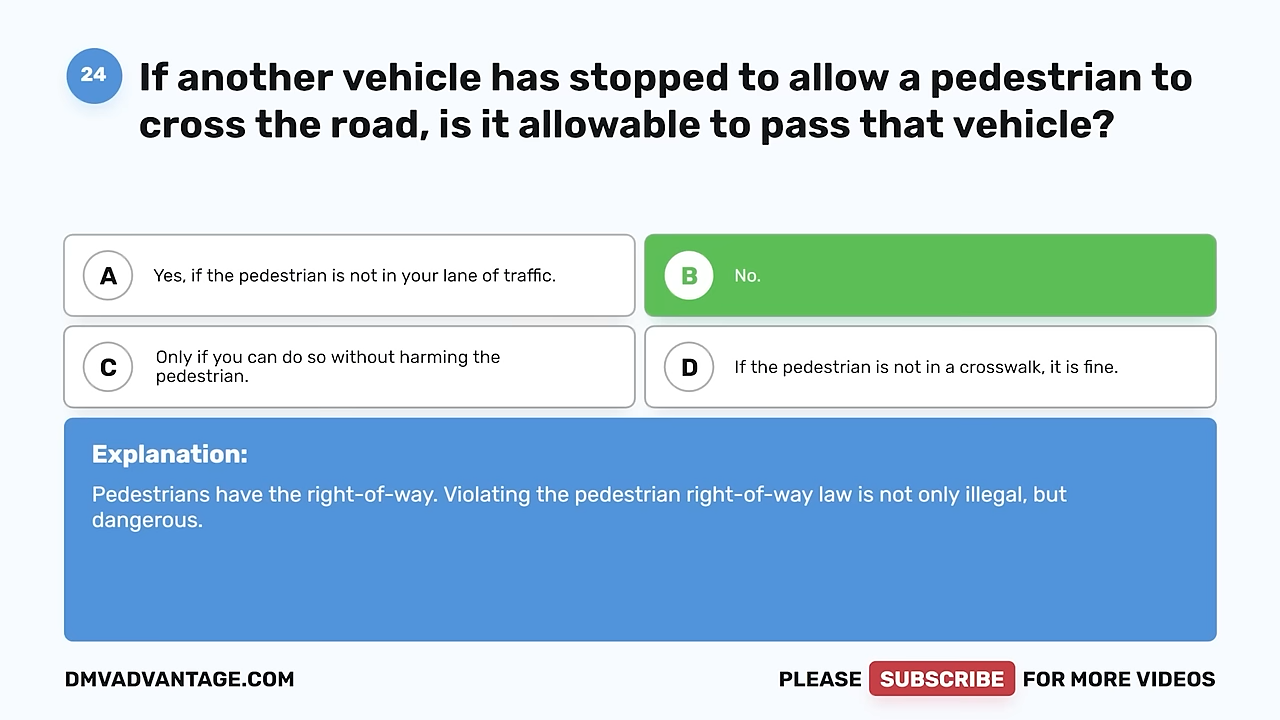 24
If another vehicle has stopped to allow a pedestrian to
cross the road, is it allowable to pass that vehicle?
A
Yes, if the pedestrian is not in your lane of traffic.
B
No.
C
Only if you can do so without harming the
pedestrian.
D
If the pedestrian is not in a crosswalk, it is fine.
Explanation:
Pedestrians have the right-of-way. Violating the pedestrian right-of-way law is not only illegal, but
dangerous.
DMVADVANTAGE.COM
PLEASE SUBSCRIBE FOR MORE VIDEOS